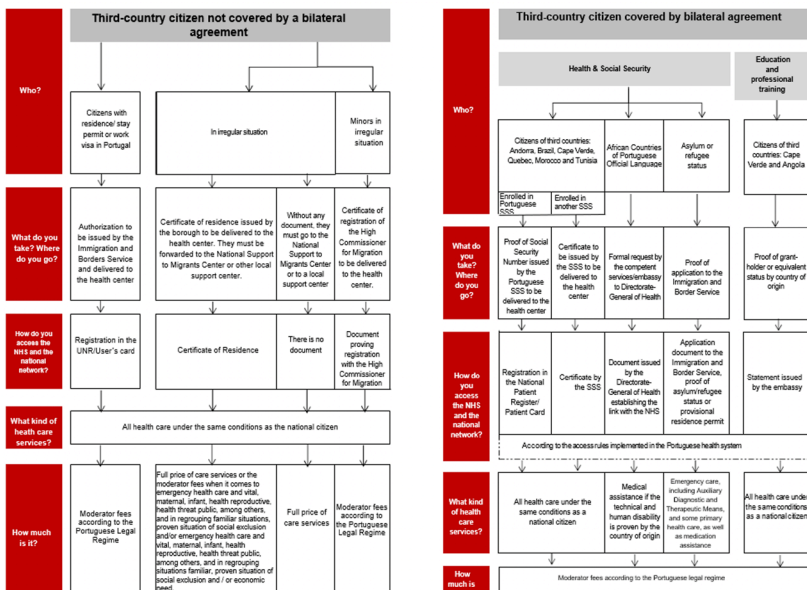 Third-country citizen not covered by a bilateral
agreement
Who?
Citizens with
residence/ stay
permit or work
visa in Portugal
In irregular situation
Minors in
irregular
situation
What do you
take? Where
do you go?
Authorization to
be issued by the
Immigration and
Borders Service
and delivered to
the health center
Certificate of residence issued by
the borough to be delivered to the
health center. They must be
forwarded to the National Support
to Migrants Center or other local
support center.
Without any
document, they
must go to the
National
Support to
Migrants Center
or to a local
support center
Certificate of
registration of
the High
Commissioner
for Migration
to be delivered
to the health
center.
How do you
access the
NHS and the
national
network?
Registration in the
UNR/User's card
Certificate of Residence
There is no
document
Document
proving
registration
with the High
Commissioner
for Migration
What kind of
heath care
services?
All health care under the same conditions as the national citizen
How much
is it?
Moderator fees
according to the
Portuguese Legal
Regime
Full price of care services or the
moderator fees when it comes to
emergency health care and vital,
maternal, infant, health reproductive,
health threat public, among others,
and in regrouping familiar situations,
proven situation of social exclusion
and/or emergency health care and
vital, maternal, infant, health
reproductive, health threat public,
among others, and in regrouping
situations familiar, proven situation of
social exclusion and / or economic
need
Full price of
care services
Moderator fees
according to
the Portuguese
Legal Regime
Third-country citizen covered by bilateral agreement
Who?
Health & Social Security
Education
and
professional
training
Citizens of third countries:
Andorra, Brazil, Cape Verde,
Quebec, Morocco and Tunisia
African Countries
of Portuguese
Official Language
Asylum or
refugee
status
Citizens of third
countries: Cape
Verde and Angola
Enrolled in
Portuguese
SSS
Enrolled in
another SSS
What do
you
take?
Where
do you
go?
Proof of Social
Security
Number issued
by the
Portuguese
SSS to be
delivered to the
health center
Certificate to
be issued by
the SSS to be
delivered to
the health
center
Formal request by
the competent
services/embassy
to Directorate-
General of Health
Proof of
application to the
Immigration and
Border Service
Proof of grant-
holder or equivalent
status by country of
origin
How do
you
access
the NHS
and the
national
network?
Registration in
the National
Patient
Register/
Patient Card
Certificate by
the SSS
Document issued
by the
Directorate-
General of Health
establishing the
link with the NHS
Application
document to the
Immigration and
Border Service,
proof of
asylum/refugee
status or
provisional
residence permit
Statement issued
by the embassy
According to the access rules implemented in the Portuguese health system
What kind
of health
care
services?
All health care under the
same conditions as a
national citizen
Medical
assistance if the
technical and
human disability
is proven by the
country of origin
Emergency care,
including Auxiliary
Diagnostic and
Therapeutic Means,
and some primary
health care, as well
as medication
assistance
All health care under
the same conditions
as a national citizen
How
much is
Moderator fees according to the Portuguese legal regime